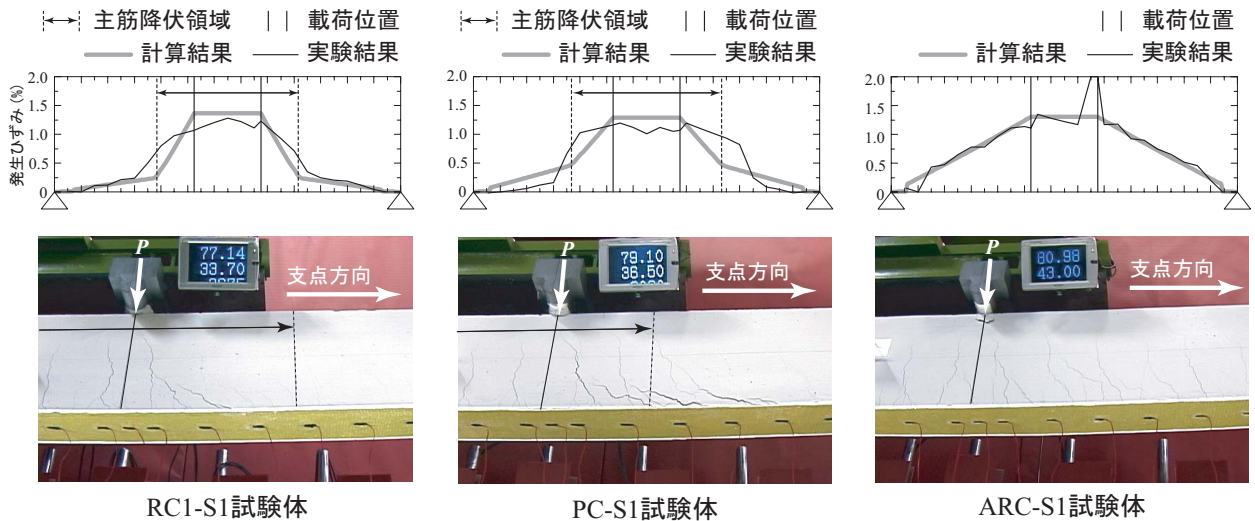 主筋降伏領域 載荷位置
計算結果 実験結果
主筋降伏領域 載荷位置
計算結果 実験結果
載荷位置
計算結果 実験結果
発生ひずみ (%)
2.0
1.5
1.0
0.5
0
2.0
1.5
1.0
0.5
0
2.0
1.5
1.0
0.5
0
P
77.14
33.70
支点方向
P
79.10
36.50
支点方向
P
80.98
43.00
支点方向
RC1-S1試験体
PC-S1試験体
ARC-S1試験体